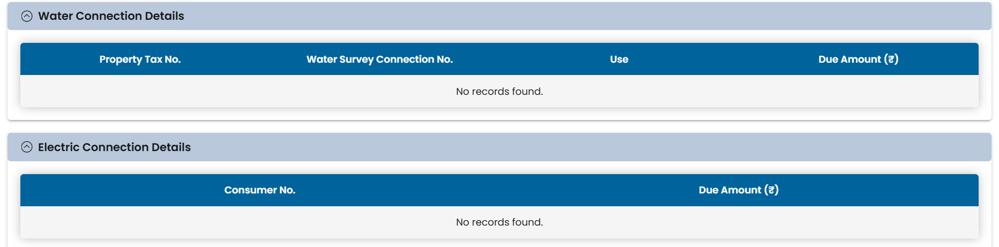 Water Connection Details
Property Tax No. Water Survey Connection No. Use Due Amount (₹)
No records found.
Electric Connection Details
Consumer No. Due Amount (₹)
No records found.